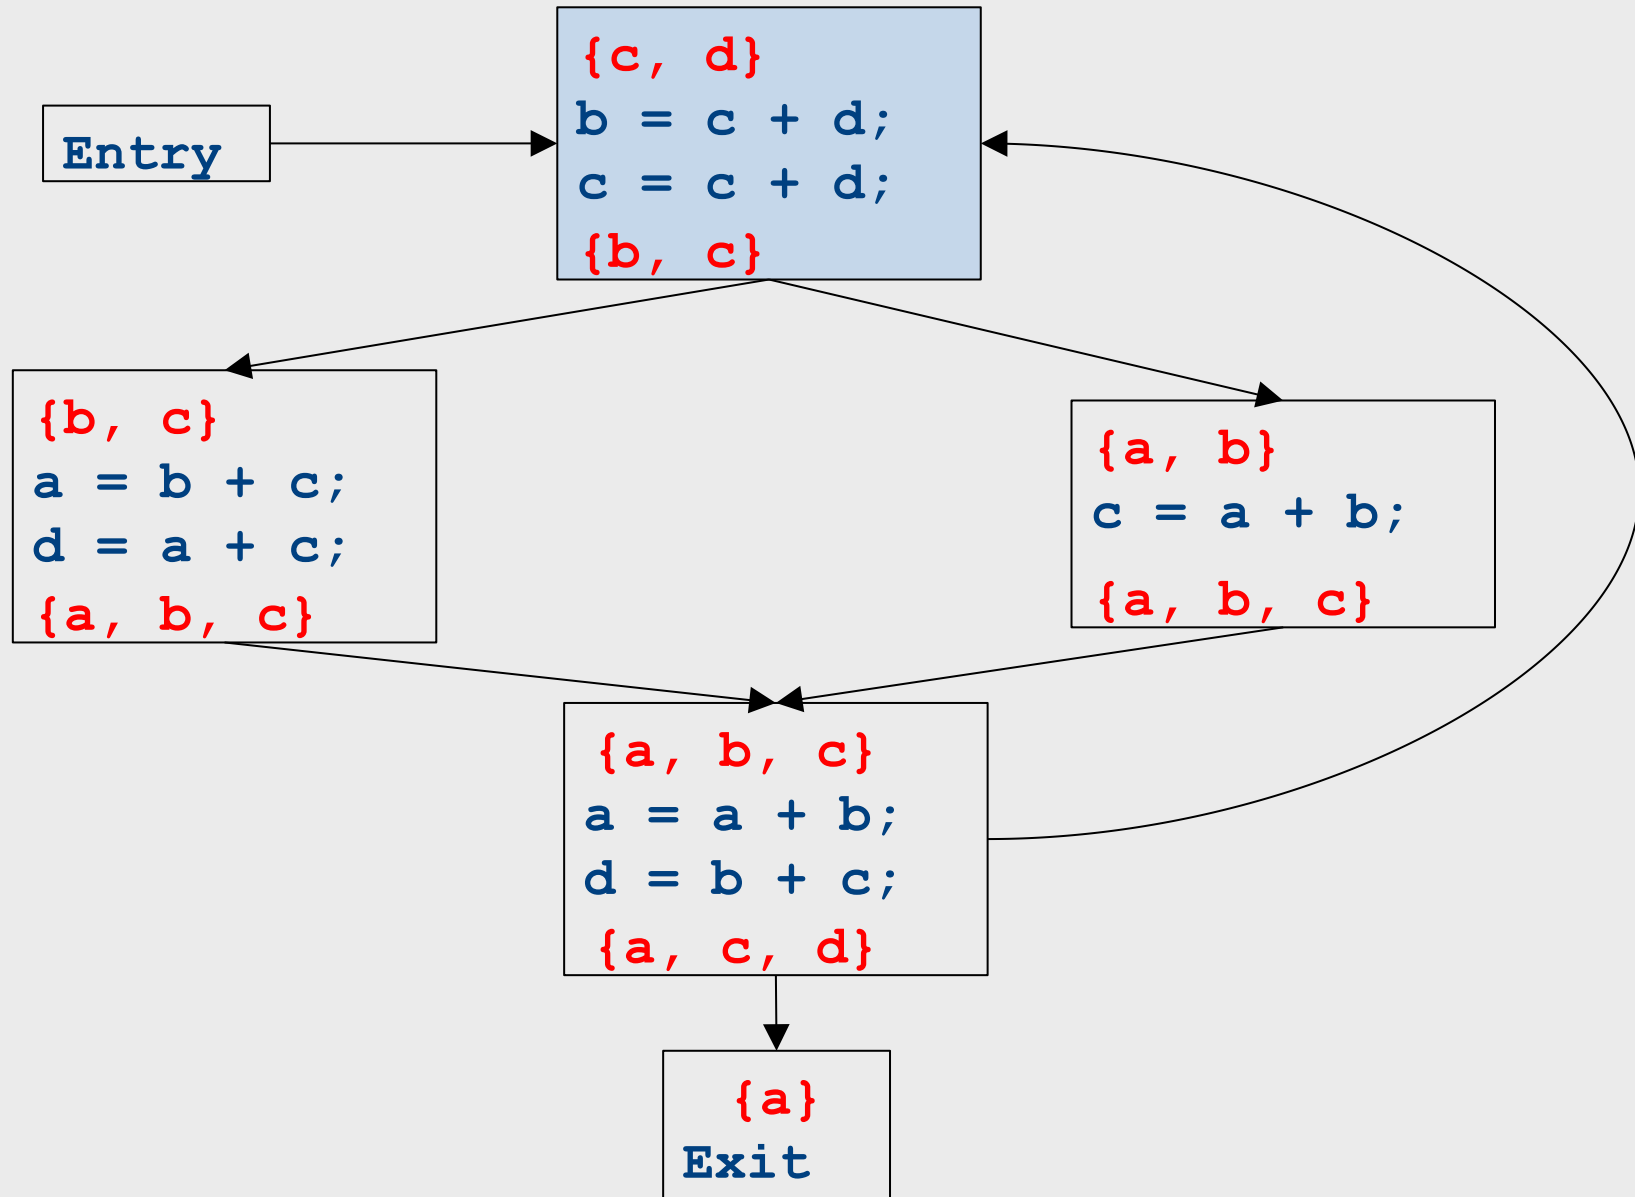 {c, d}
b = c + d;
c = c + d;
{b, c}
Entry
{b, c}
a = b + c;
d = a + c;
{a, b, c}
{a, b}
c = a + b;
{a, b, c}
{a, b, c}
a = a + b;
d = b + c;
{a, c, d}
{a}
Exit